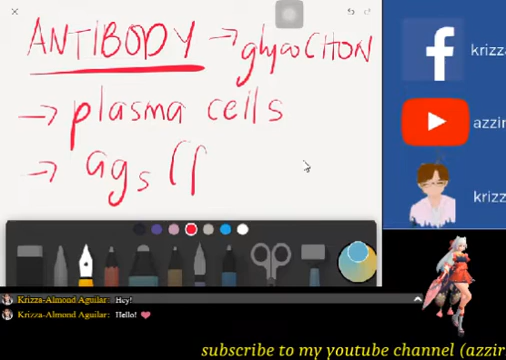 ANTIBODY → glycoCHON
→ plasma cells
→ ags ((
krizza
azzir
kriz
Krizza-Almond Aguilar: Hey!
Krizza-Almond Aguilar: Hello! ❤
subscribe to my youtube channel (azzir